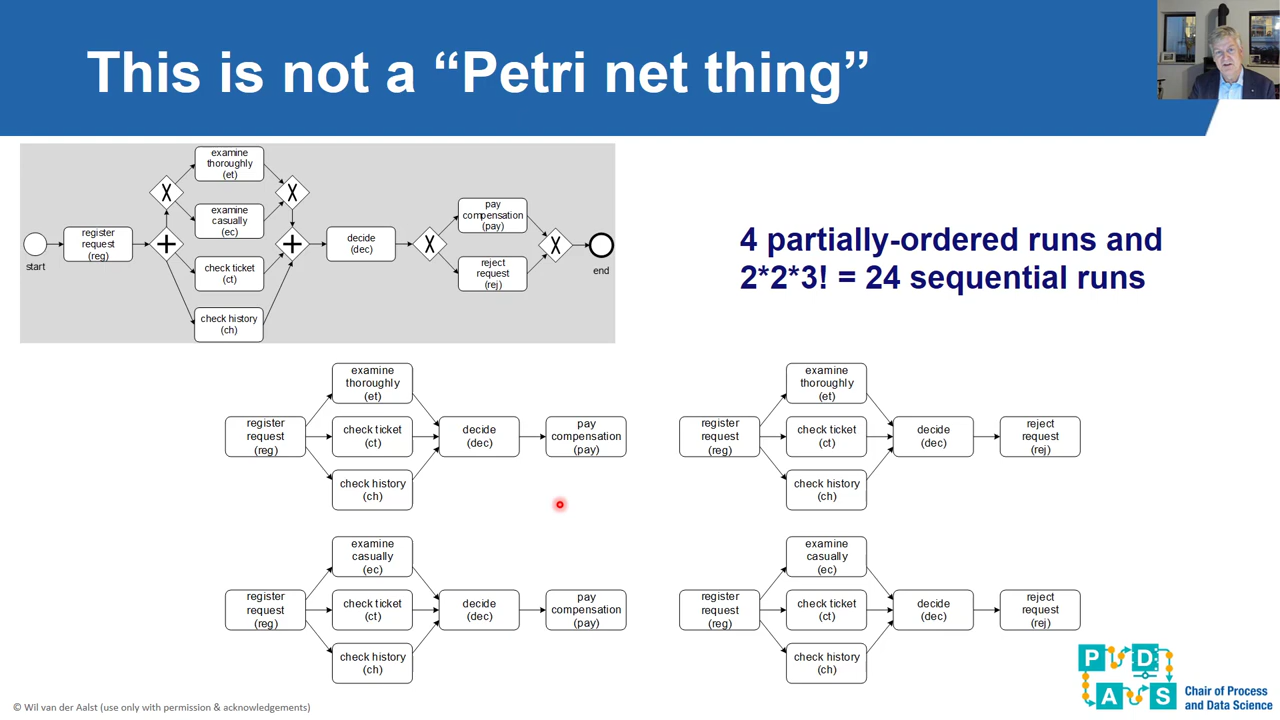 This is not a “Petri net thing”
examine
thoroughly
(et)
examine
casually
(ec)
register
request
(reg)
start
check ticket
(ct)
check history
(ch)
decide
(dec)
pay
compensation
(pay)
reject
request
(rej)
end
4 partially-ordered runs and
2*2*3! = 24 sequential runs
examine
thoroughly
(et)
register
request
(reg)
check ticket
(ct)
check history
(ch)
decide
(dec)
pay
compensation
(pay)
examine
thoroughly
(et)
register
request
(reg)
check ticket
(ct)
check history
(ch)
decide
(dec)
reject
request
(rej)
examine
casually
(ec)
register
request
(reg)
check ticket
(ct)
check history
(ch)
decide
(dec)
pay
compensation
(pay)
examine
casually
(ec)
register
request
(reg)
check ticket
(ct)
check history
(ch)
decide
(dec)
reject
request
(rej)
P D
A S
Chair of Process
and Data Science
© Wil van der Aalst (use only with permission & acknowledgements)